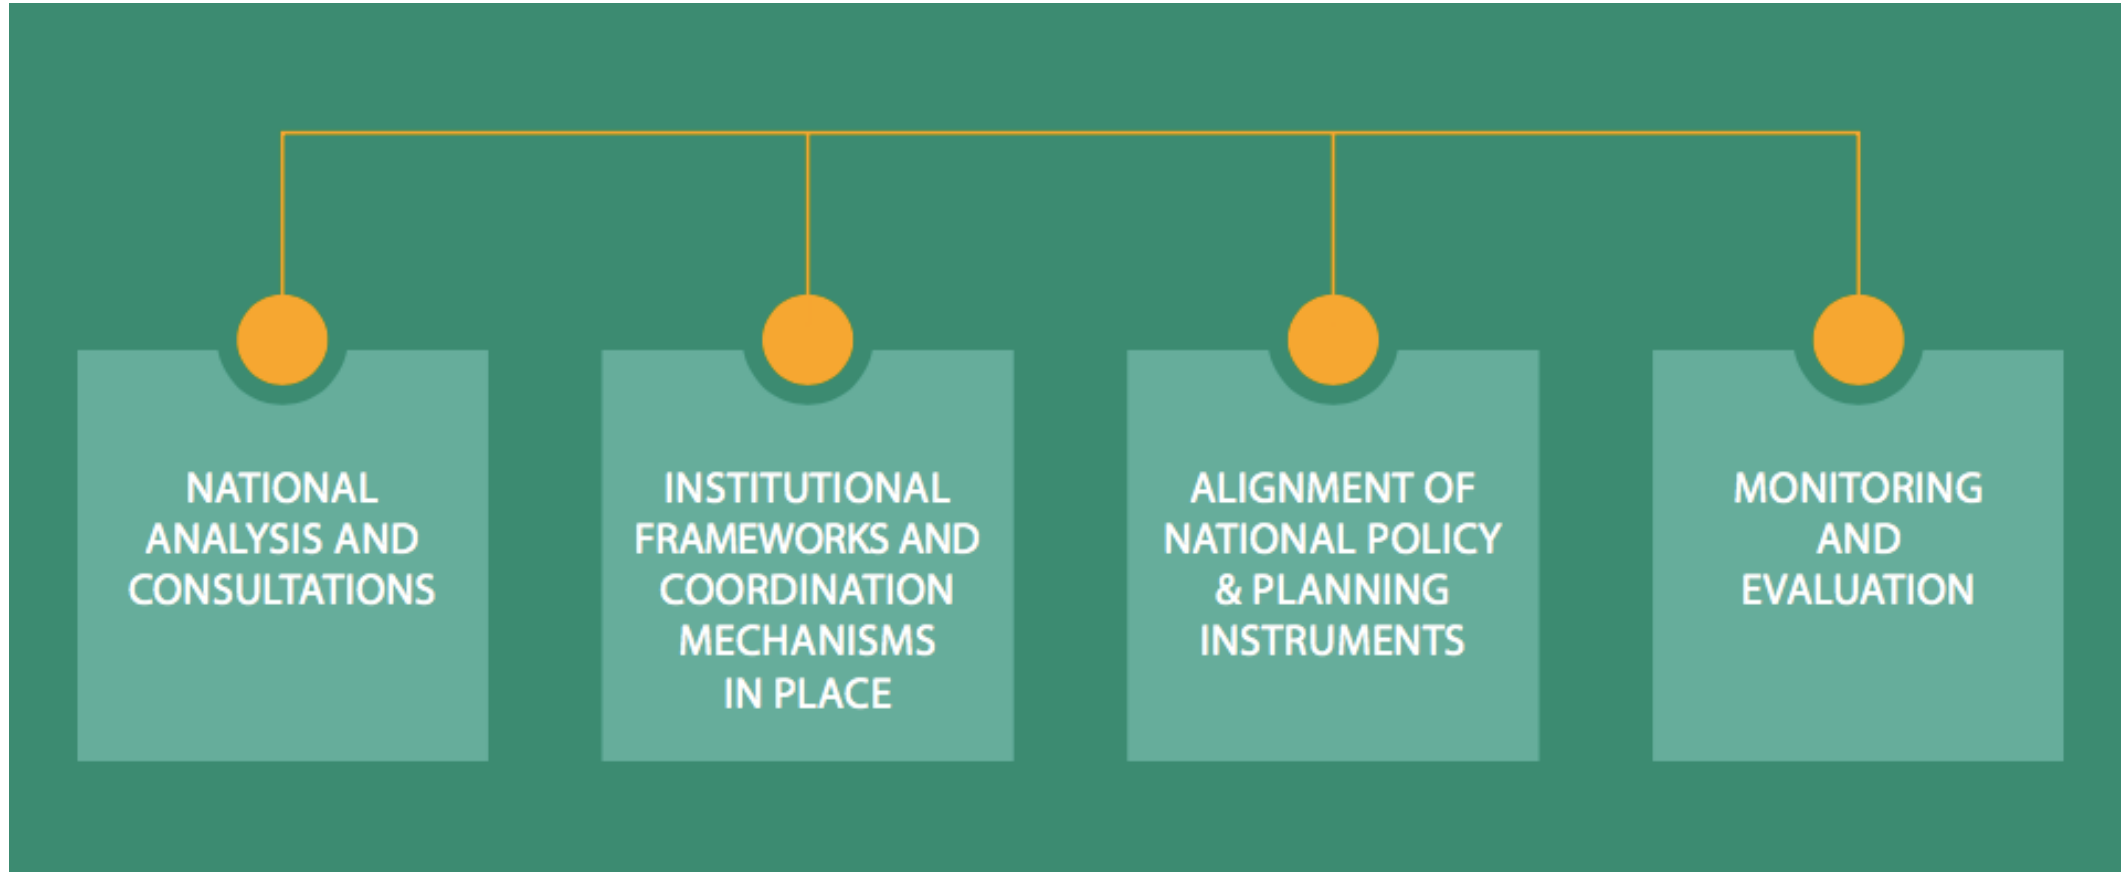 NATIONAL
ANALYSIS AND
CONSULTATIONS
INSTITUTIONAL
FRAMEWORKS AND
COORDINATION
MECHANISMS
IN PLACE
ALIGNMENT OF
NATIONAL POLICY
& PLANNING
INSTRUMENTS
MONITORING
AND
EVALUATION